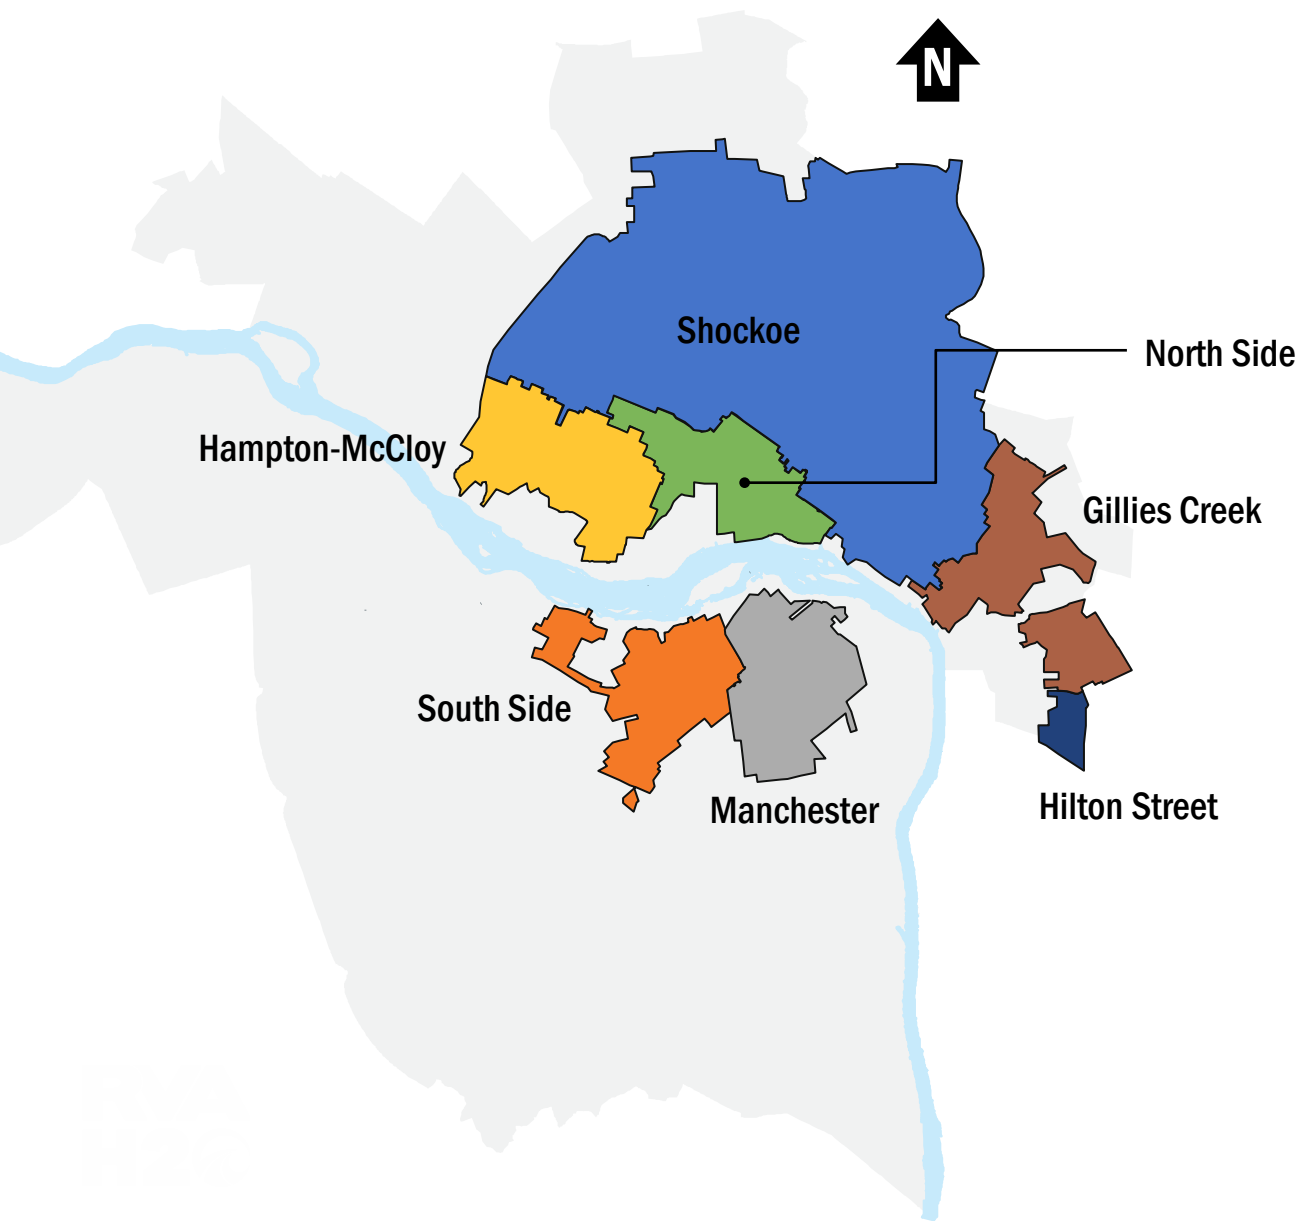 N
Shockoe
North Side
Hampton-McCloy
Gillies Creek
South Side
Manchester
Hilton Street